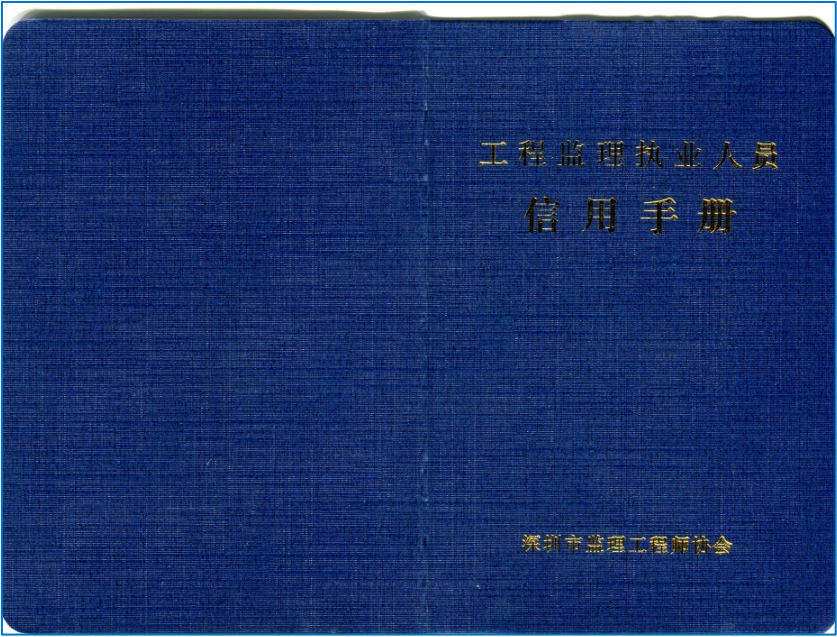 工程监理执业人员
信用手册
深圳市监理工程师协会